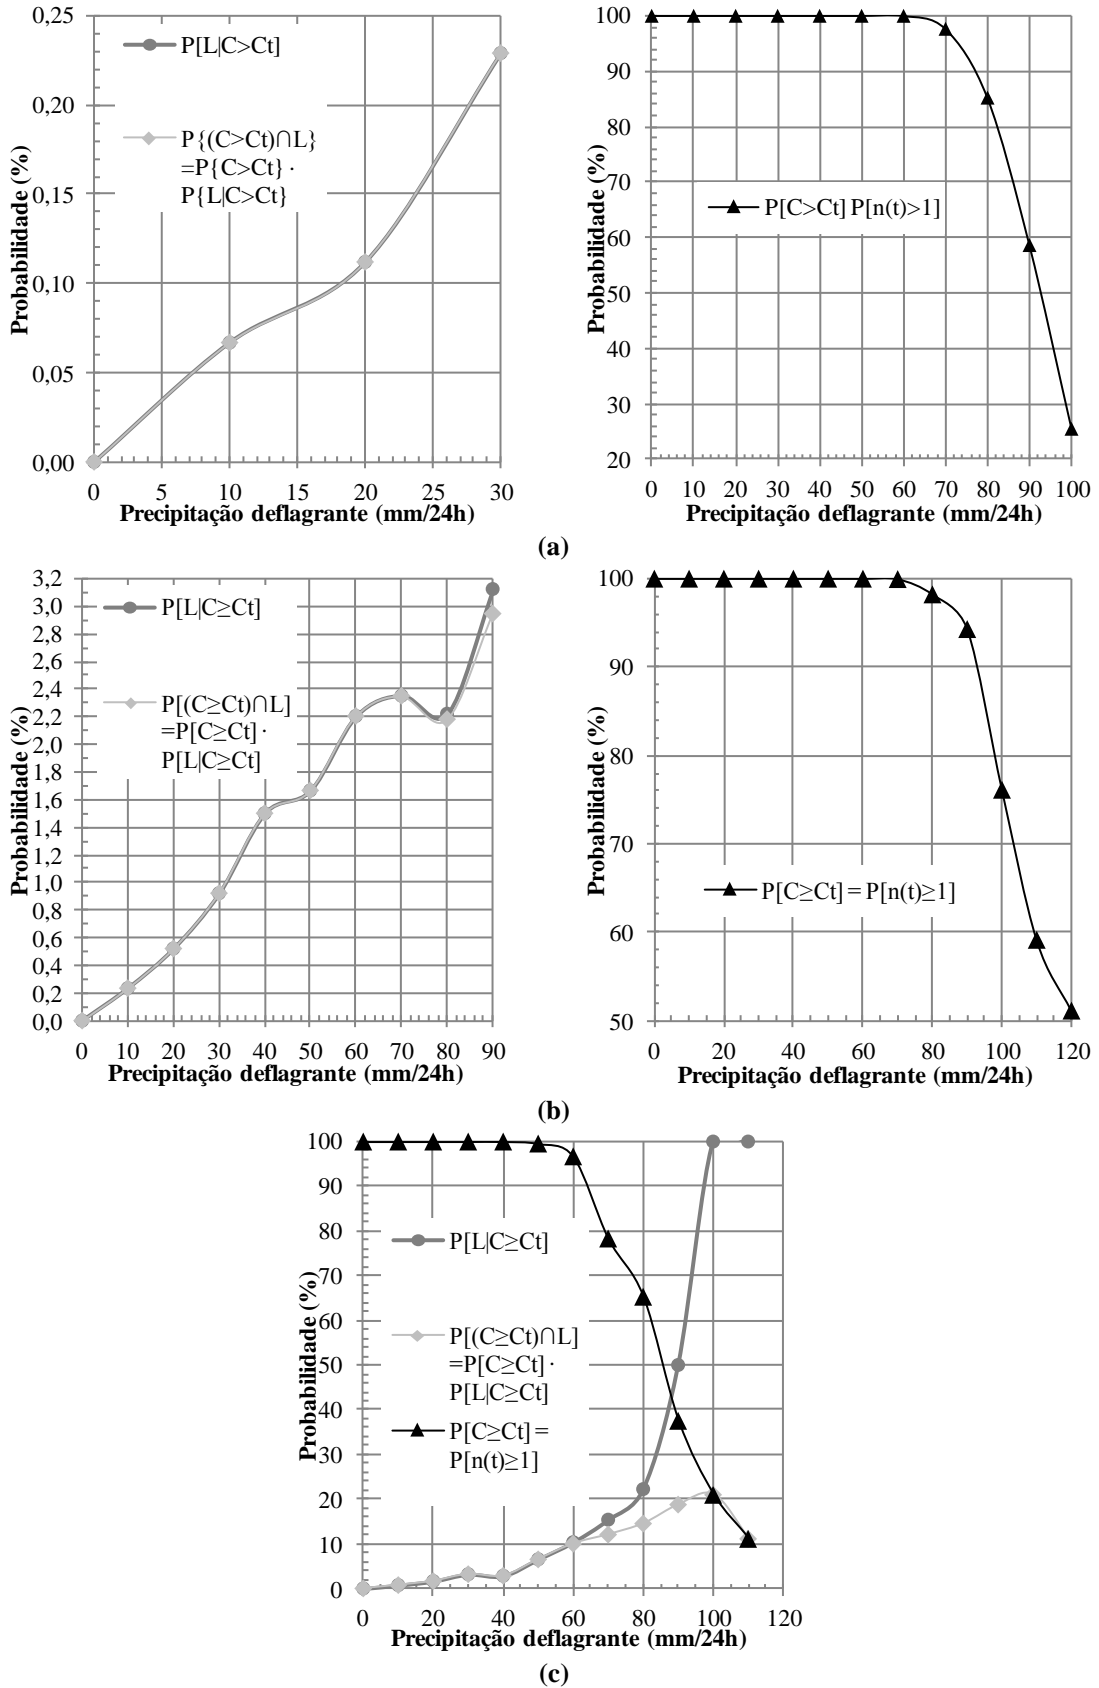 0,25
0,20
0,15
0,10
0,05
0,00
Probabilidade (%)
P[L|C>Ct]
P{(C>Ct)∩L}
=P{C>Ct} ·
P{L|C>Ct}
0 5 10 15 20 25 30
Precipitação deflagrante (mm/24h)
100
90
80
70
60
50
40
30
20
Probabilidade (%)
P[C>Ct] P[n(t)>1]
0 10 20 30 40 50 60 70 80 90 100
Precipitação deflagrante (mm/24h)
(a)
3,2
3,0
2,8
2,6
2,4
2,2
2,0
1,8
1,6
1,4
1,2
1,0
0,8
0,6
0,4
0,2
0,0
Probabilidade (%)
P[L|C≥Ct]
P[(C≥Ct)∩L]
=P[C≥Ct] ·
P[L|C≥Ct]
0 10 20 30 40 50 60 70 80 90
Precipitação deflagrante (mm/24h)
100
90
80
70
60
50
Probabilidade (%)
P[C≥Ct] = P[n(t)≥1]
0 20 40 60 80 100 120
Precipitação deflagrante (mm/24h)
(b)
100
90
80
70
60
50
40
30
20
10
0
Probabilidade (%)
P[L|C≥Ct]
P[(C≥Ct)∩L]
=P[C≥Ct] ·
P[L|C≥Ct]
P[C≥Ct] =
P[n(t)≥1]
0 20 40 60 80 100 120
Precipitação deflagrante (mm/24h)
(c)